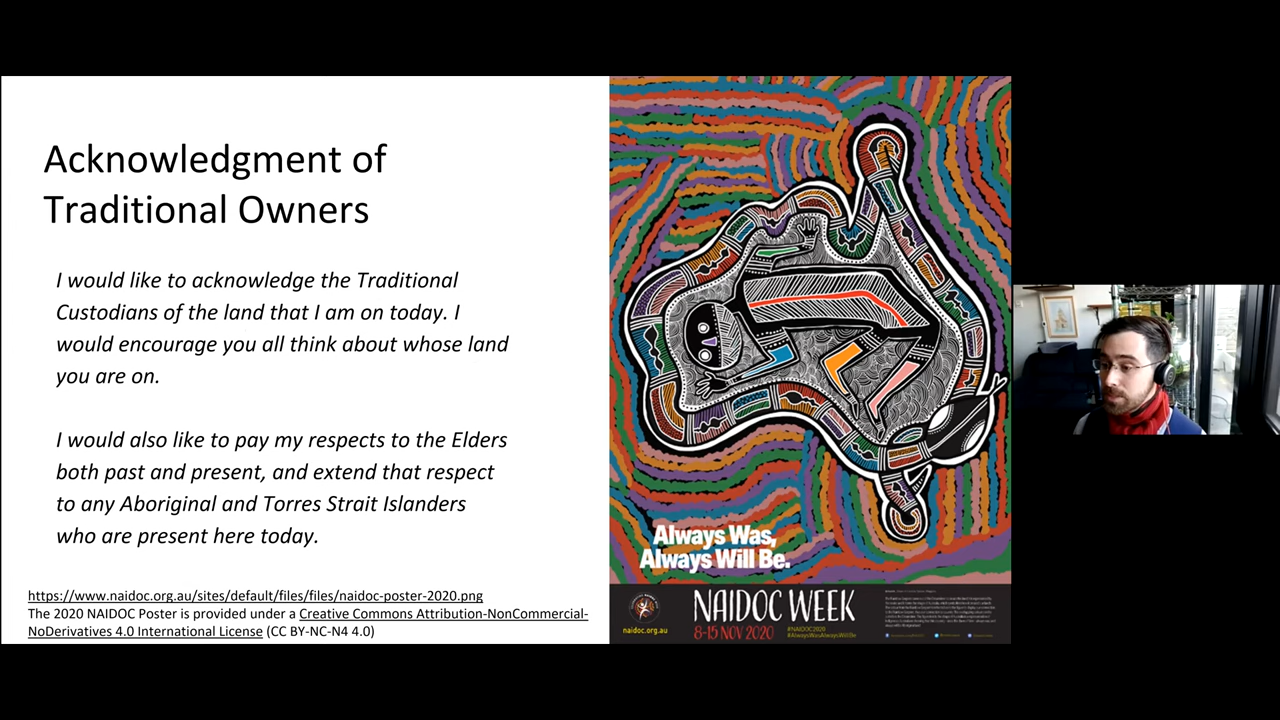 Acknowledgment of
Traditional Owners
I would like to acknowledge the Traditional
Custodians of the land that I am on today. I
would encourage you all think about whose land
you are on.
I would also like to pay my respects to the Elders
both past and present, and extend that respect
to any Aboriginal and Torres Strait Islanders
who are present here today.
https://www.naidoc.org.au/sites/default/files/files/naidoc-poster-2020.png
The 2020 NAIDOC Poster is licensed under the Creative Commons Attribution-NonCommercial-
NoDerivatives 4.0 International License (CC BY-NC-N4 4.0)
Always Was,
Always Will Be.
naidoc.org.au
NAIDOC WEEK
8-15 NOV 2020
#NAIDOC2020
#AlwaysWasAlwaysWillBe